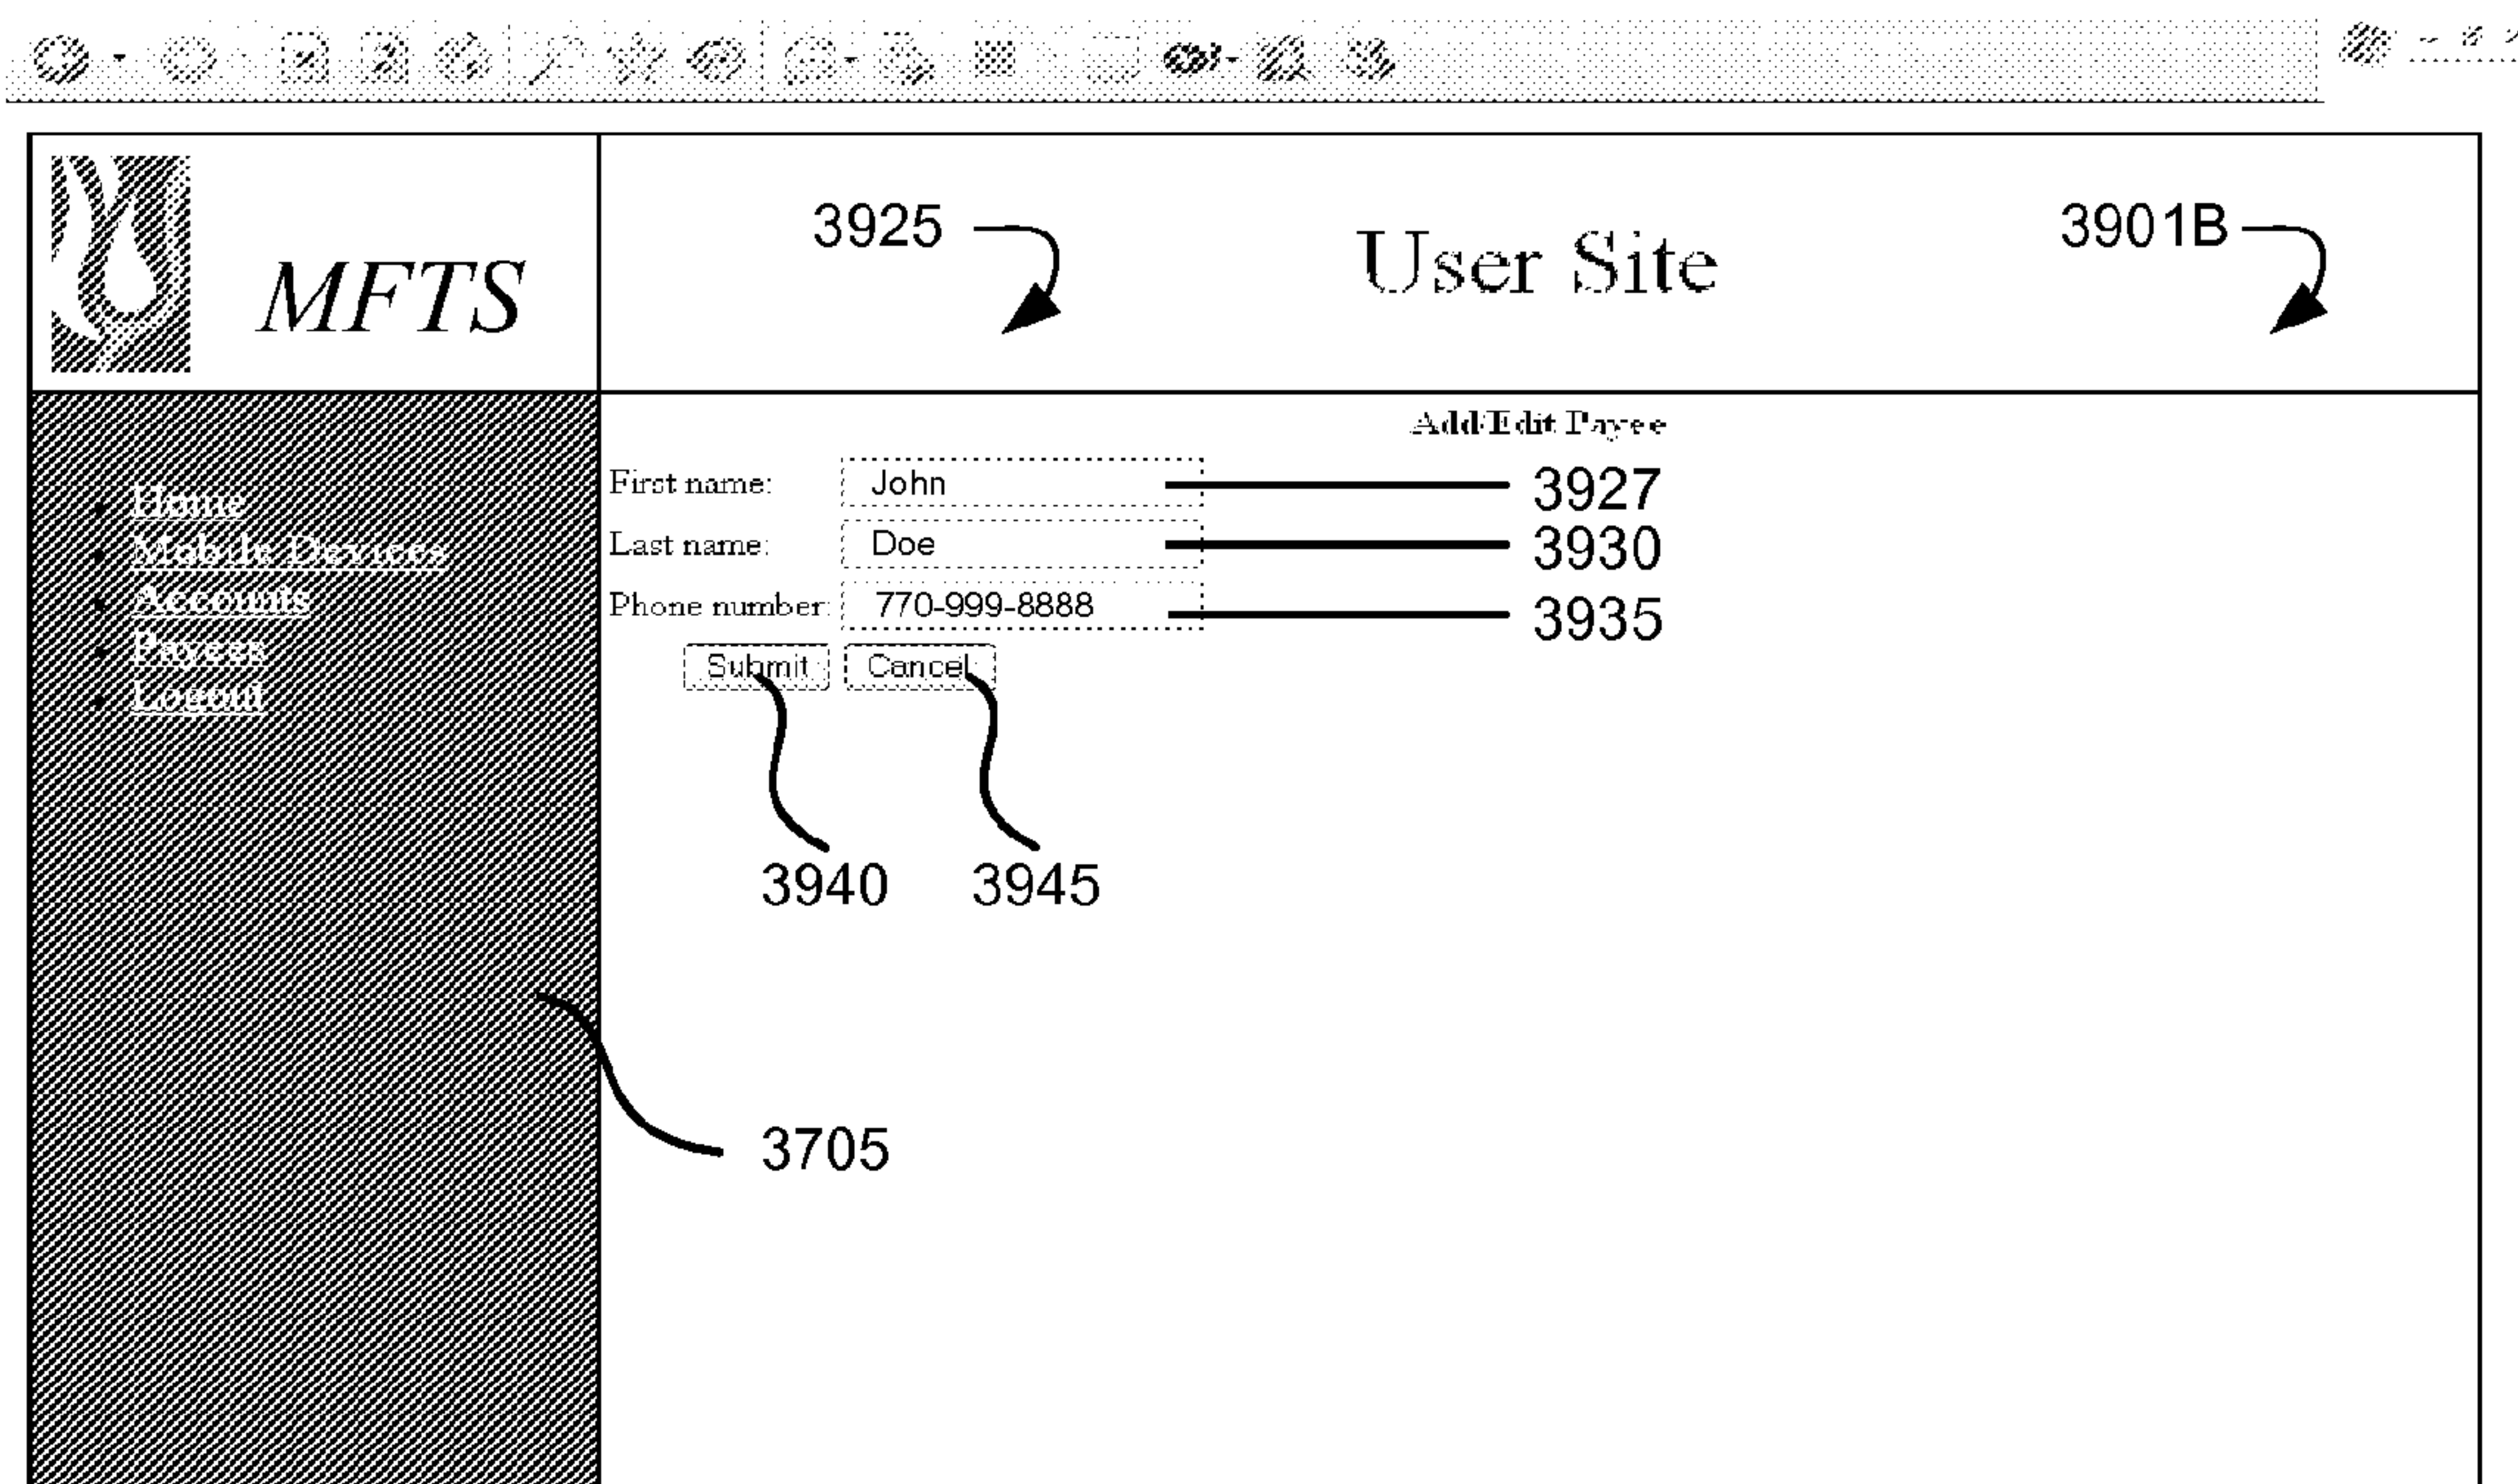 3925
User Site
3901B
MFTS
Add/Edit Payee
Home
Mobile Devices
Accounts
Payees
Logout
First name: John 3927
Last name: Doe 3930
Phone number: 770-999-8888 3935
Submit Cancel
3940 3945
3705